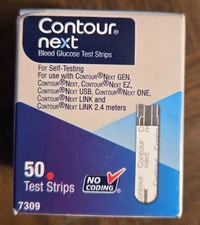 Contour®
next
Blood Glucose Test Strips
For Self-Testing
For use with CONTOUR®NEXT GEN,
CONTOUR®NEXT, CONTOUR®NEXT EZ,
CONTOUR®NEXT USB, CONTOUR®NEXT ONE,
CONTOUR®NEXT LINK and
CONTOUR®NEXT LINK 2.4 meters
Contour
next
50
Test Strips
NO
CODING
7309